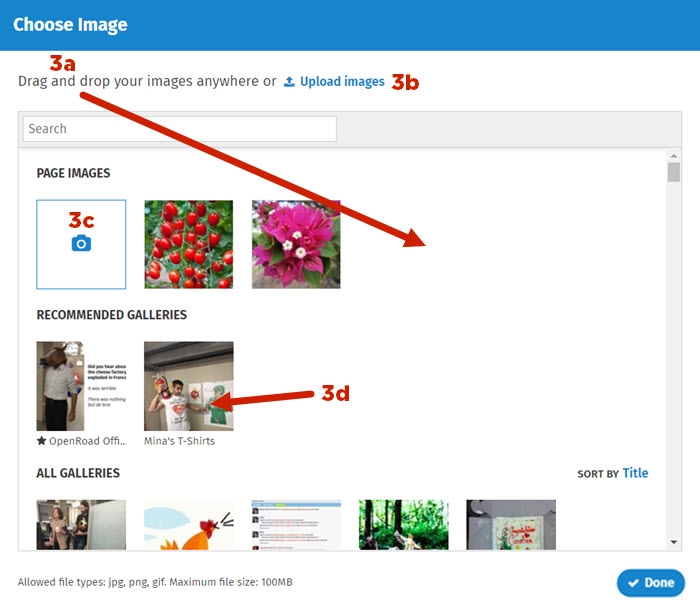 Choose Image
3a
Drag and drop your images anywhere or Upload images 3b
Search
PAGE IMAGES
3c
RECOMMENDED GALLERIES
Did you hear abou
the cheese factory
exploded in Franc
It was terrible
There was nothing
but de brie
3d
OpenRoad Offi..
Mina's T-Shirts
ALL GALLERIES
SORT BY Title
Allowed file types: jpg, png, gif. Maximum file size: 100MB
Done